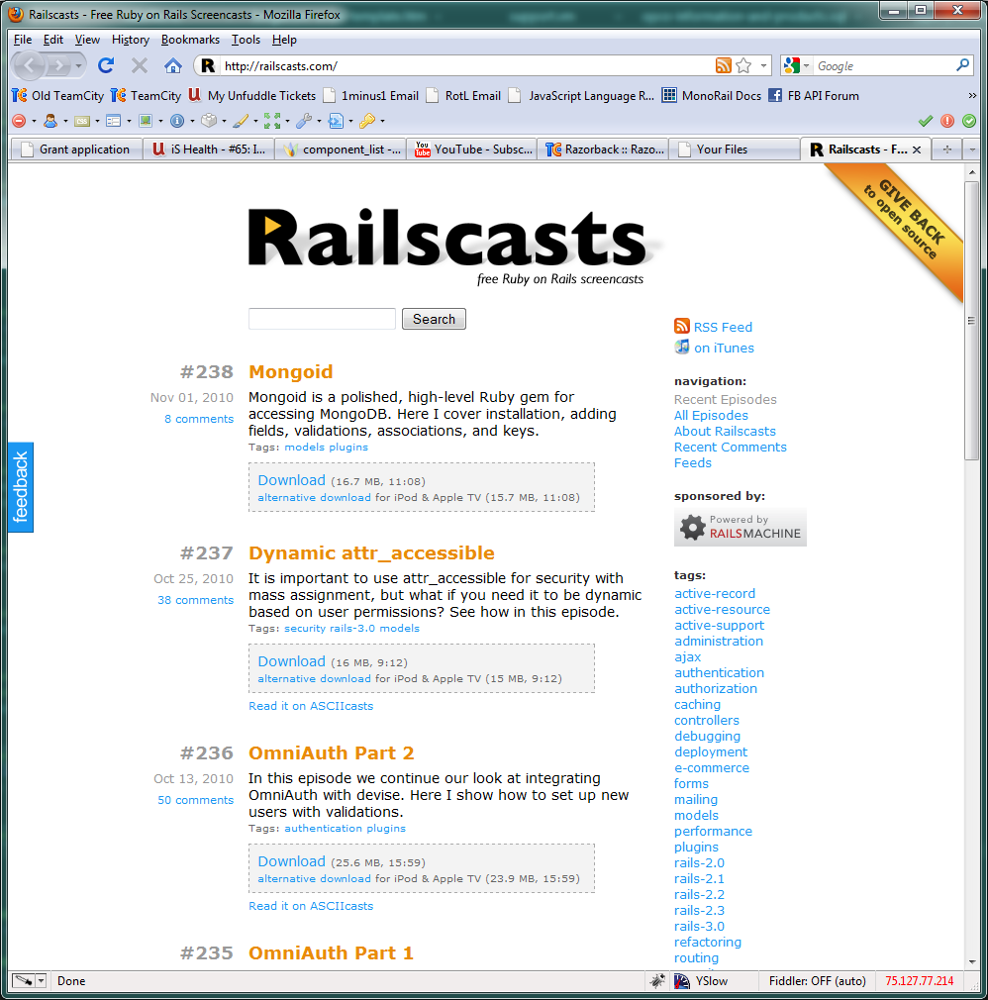 Railscasts - Free Ruby on Rails Screencasts - Mozilla Firefox
File Edit View History Bookmarks Tools Help
R http://railscasts.com/ Google
Old TeamCity TeamCity My Unfuddle Tickets 1minus1 Email RotL Email JavaScript Language R... MonoRail Docs FB API Forum »
Grant application iS Health - #65: I... component_list -... YouTube - Subsc... Razorback :: Razo... Your Files Railscasts - F...
GIVE BACK
to open source
Railscasts
free Ruby on Rails screencasts
Search
RSS Feed
on iTunes
#238 Mongoid
Nov 01, 2010
8 comments
Mongoid is a polished, high-level Ruby gem for
accessing MongoDB. Here I cover installation, adding
fields, validations, associations, and keys.
Tags: models plugins
Download (16.7 MB, 11:08)
alternative download for iPod & Apple TV (15.7 MB, 11:08)
#237 Dynamic attr_accessible
Oct 25, 2010
38 comments
It is important to use attr_accessible for security with
mass assignment, but what if you need it to be dynamic
based on user permissions? See how in this episode.
Tags: security rails-3.0 models
Download (16 MB, 9:12)
alternative download for iPod & Apple TV (15 MB, 9:12)
Read it on ASCIIcasts
#236 OmniAuth Part 2
Oct 13, 2010
50 comments
In this episode we continue our look at integrating
OmniAuth with devise. Here I show how to set up new
users with validations.
Tags: authentication plugins
Download (25.6 MB, 15:59)
alternative download for iPod & Apple TV (23.9 MB, 15:59)
Read it on ASCIIcasts
#235 OmniAuth Part 1
navigation:
Recent Episodes
All Episodes
About Railscasts
Recent Comments
Feeds
sponsored by:
Powered by
RAILSMACHINE
tags:
active-record
active-resource
active-support
administration
ajax
authentication
authorization
caching
controllers
debugging
deployment
e-commerce
forms
mailing
models
performance
plugins
rails-2.0
rails-2.1
rails-2.2
rails-2.3
rails-3.0
refactoring
routing
feedback
Done YSlow Fiddler: OFF (auto) 75.127.77.214